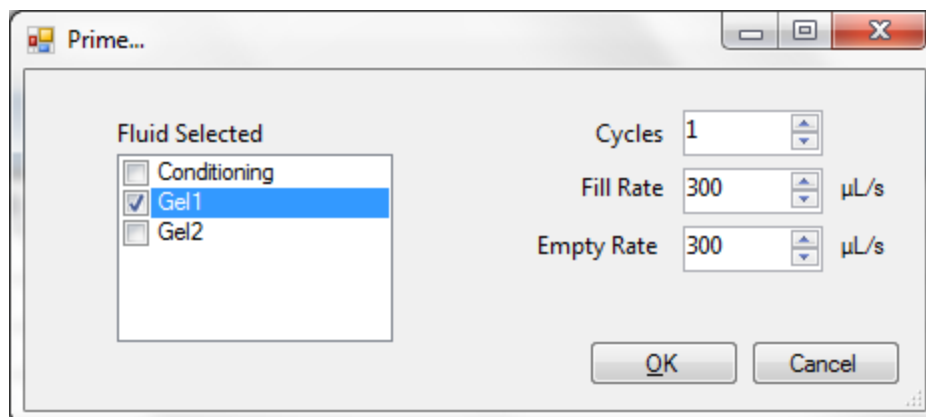 Prime...
Fluid Selected
Conditioning
Gel1
Gel2
Cycles 1
Fill Rate 300 µL/s
Empty Rate 300 µL/s
OK Cancel